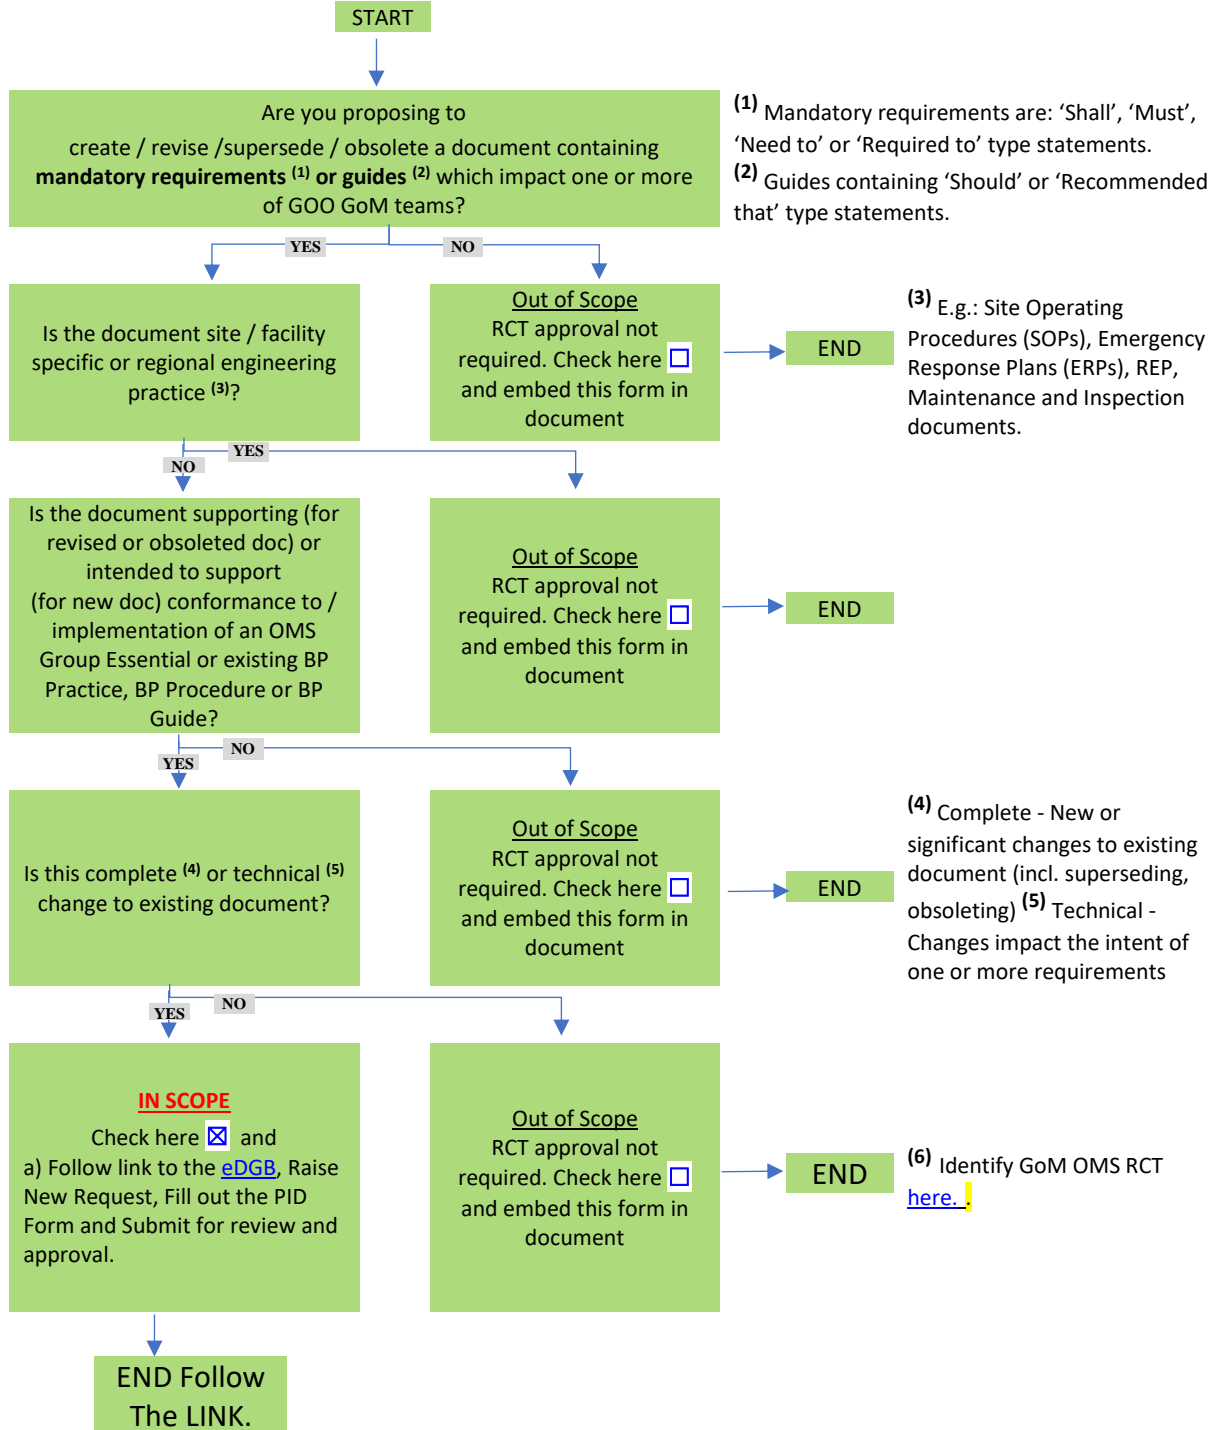 START
Are you proposing to
create / revise /supersede / obsolete a document containing
mandatory requirements (1) or guides (2) which impact one or more
of GOO GoM teams?
(1) Mandatory requirements are: ‘Shall’, ‘Must’,
‘Need to’ or ‘Required to’ type statements.
(2) Guides containing ‘Should’ or ‘Recommended
that’ type statements.
YES
NO
Is the document site / facility
specific or regional engineering
practice (3)?
Out of Scope
RCT approval not
required. Check here ☐
and embed this form in
document
END
(3) E.g.: Site Operating
Procedures (SOPs), Emergency
Response Plans (ERPs), REP,
Maintenance and Inspection
documents.
YES
NO
Is the document supporting (for
revised or obsoleted doc) or
intended to support
(for new doc) conformance to /
implementation of an OMS
Group Essential or existing BP
Practice, BP Procedure or BP
Guide?
Out of Scope
RCT approval not
required. Check here ☐
and embed this form in
document
END
NO
YES
Is this complete (4) or technical (5)
change to existing document?
Out of Scope
RCT approval not
required. Check here ☐
and embed this form in
document
END
(4) Complete - New or
significant changes to existing
document (incl. superseding,
obsoleting) (5) Technical -
Changes impact the intent of
one or more requirements
YES
NO
IN SCOPE
Check here ☒ and
a) Follow link to the eDGB, Raise
New Request, Fill out the PID
Form and Submit for review and
approval.
Out of Scope
RCT approval not
required. Check here ☐
and embed this form in
document
END
(6) Identify GoM OMS RCT
here. .
END Follow
The LINK.